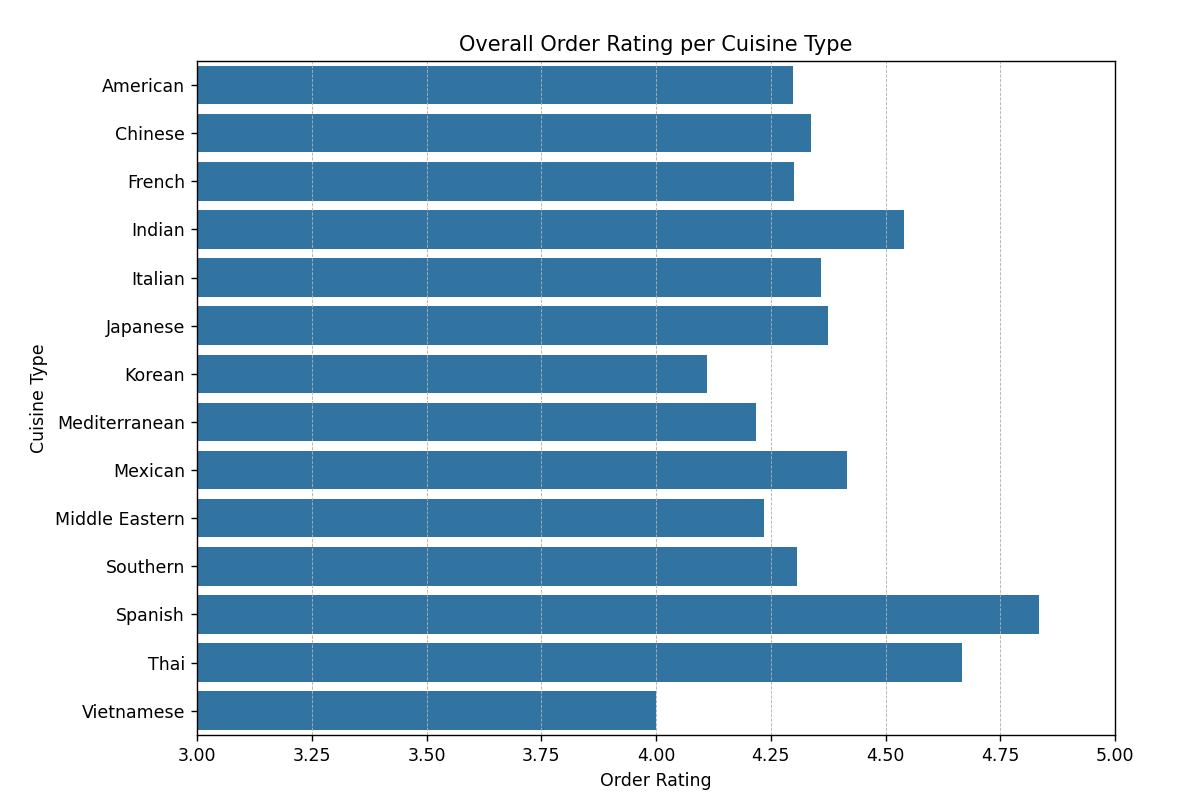 Overall Order Rating per Cuisine Type
Cuisine Type
American
Chinese
French
Indian
Italian
Japanese
Korean
Mediterranean
Mexican
Middle Eastern
Southern
Spanish
Thai
Vietnamese
3.00 3.25 3.50 3.75 4.00 4.25 4.50 4.75 5.00
Order Rating